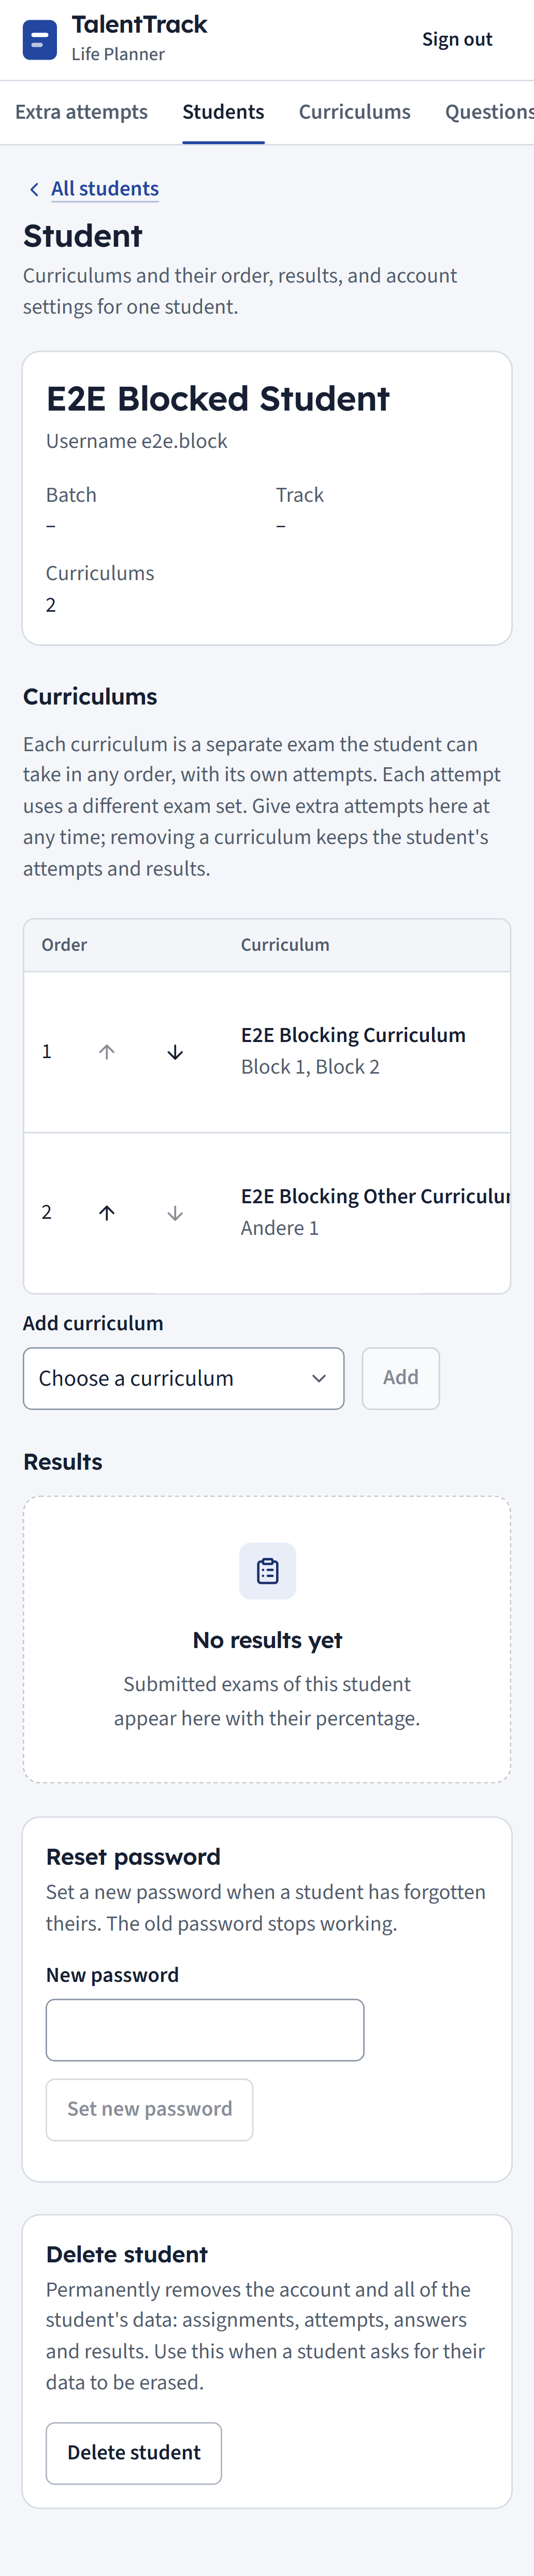 TalentTrack
Life Planner
Sign out
Extra attempts
Students
Curriculums
Questions
All students
Student
Curriculums and their order, results, and account
settings for one student.
E2E Blocked Student
Username e2e.block
Batch
Track
–
–
Curriculums
2
Curriculums
Each curriculum is a separate exam the student can
take in any order, with its own attempts. Each attempt
uses a different exam set. Give extra attempts here at
any time; removing a curriculum keeps the student's
attempts and results.
Order
Curriculum
1
E2E Blocking Curriculum
Block 1, Block 2
2
E2E Blocking Other Curriculum
Andere 1
Add curriculum
Choose a curriculum
Add
Results
No results yet
Submitted exams of this student
appear here with their percentage.
Reset password
Set a new password when a student has forgotten
theirs. The old password stops working.
New password
Set new password
Delete student
Permanently removes the account and all of the
student's data: assignments, attempts, answers
and results. Use this when a student asks for their
data to be erased.
Delete student